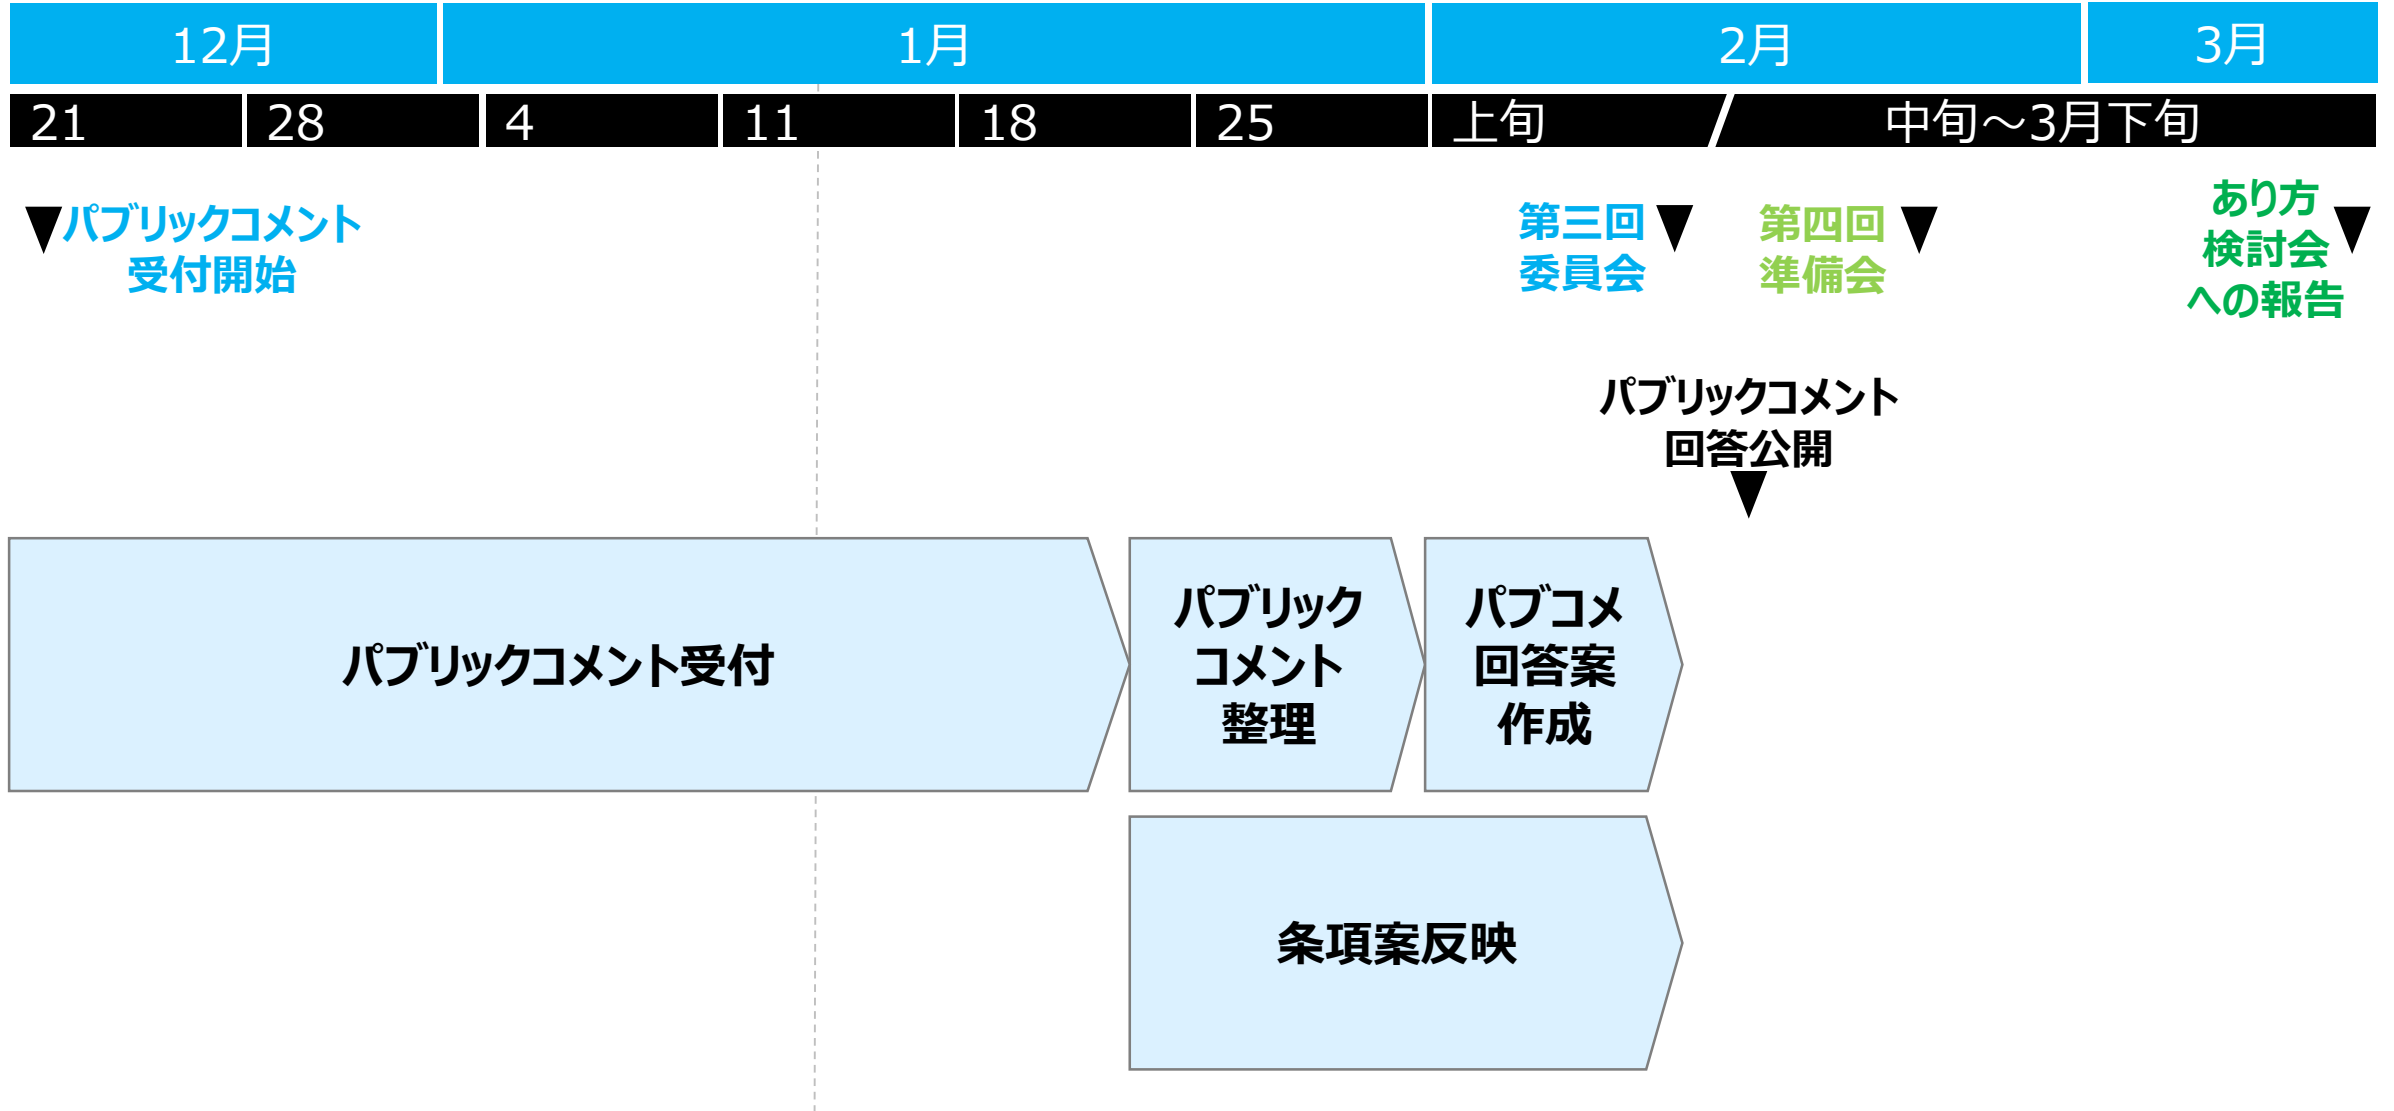 12月
1月
2月
3月
21
28
4
11
18
25
上旬
中旬～3月下旬
パブリックコメント
受付開始
第三回
委員会
第四回
準備会
あり方
検討会
への報告
パブリックコメント
回答公開
パブリックコメント受付
パブリック
コメント
整理
パブコメ
回答案
作成
条項案反映